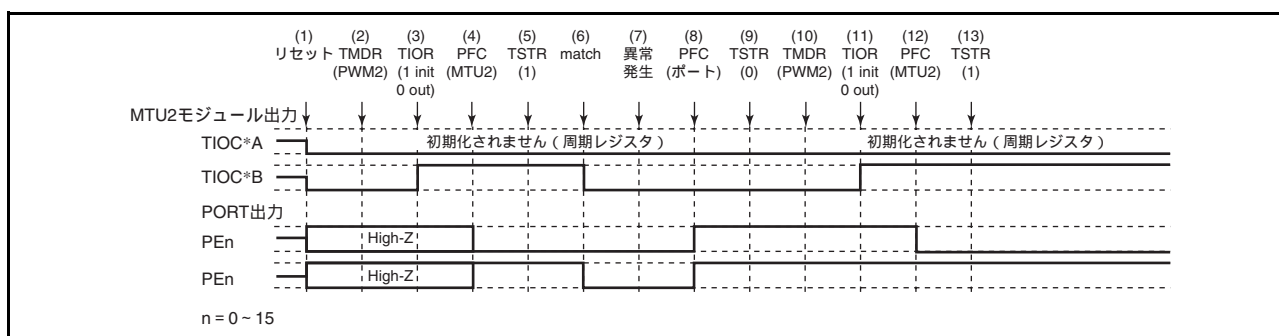 (1) (2) (3) (4) (5) (6) (7) (8) (9) (10) (11) (12) (13)
リセット TMDR TIOR PFC TSTR match 異常 PFC TSTR TMDR TIOR PFC TSTR
(PWM2) (1 init (MTU2) (1) 発生 (ポート) (0) (PWM2) (1 init (MTU2) (1)
0 out) 0 out)
MTU2モジュール出力
TIOC*A 初期化されません ( 周期レジスタ ) 初期化されません ( 周期レジスタ )
TIOC*B
PORT出力
PEn High-Z
PEn High-Z
n = 0 ~ 15